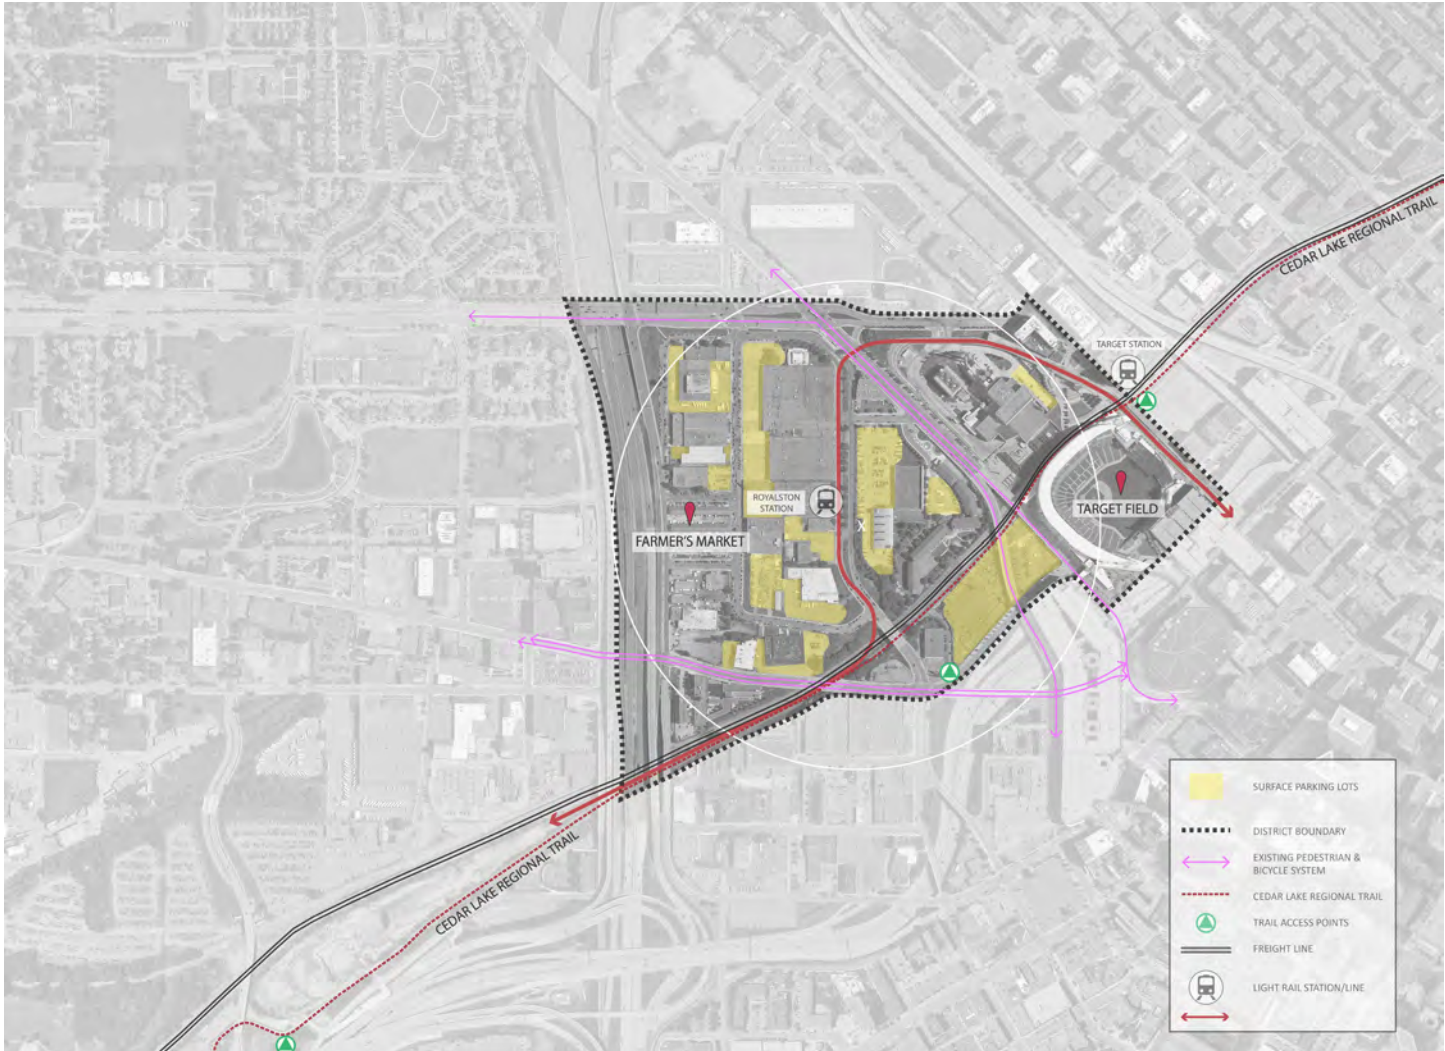 CEDAR LAKE REGIONAL TRAIL
TARGET STATION
ROYALSTON
STATION
TARGET FIELD
FARMER'S MARKET
X
CEDAR LAKE REGIONAL TRAIL
SURFACE PARKING LOTS
DISTRICT BOUNDARY
EXISTING PEDESTRIAN &
BICYCLE SYSTEM
CEDAR LAKE REGIONAL TRAIL
TRAIL ACCESS POINTS
FREIGHT LINE
LIGHT RAIL STATION/LINE